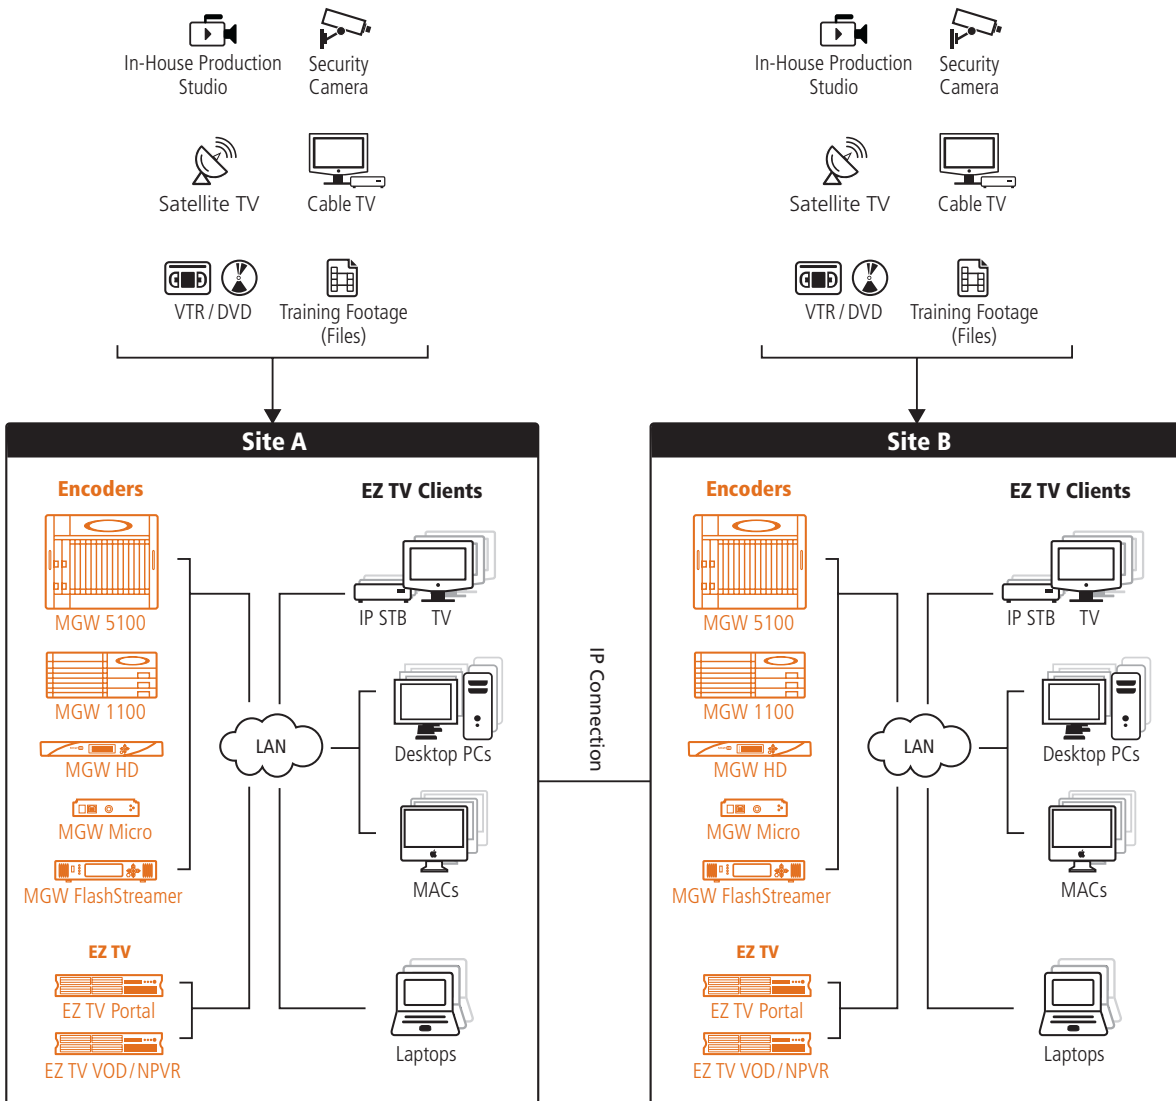 In-House Production
Studio
Security
Camera
Satellite TV
Cable TV
VTR / DVD
Training Footage
(Files)
In-House Production
Studio
Security
Camera
Satellite TV
Cable TV
VTR / DVD
Training Footage
(Files)
Site A
Encoders
EZ TV Clients
MGW 5100
IP STB
TV
MGW 1100
LAN
Desktop PCs
MGW HD
MGW Micro
MACs
MGW FlashStreamer
EZ TV
EZ TV Portal
Laptops
EZ TV VOD/NPVR
IP Connection
Site B
Encoders
EZ TV Clients
MGW 5100
IP STB
TV
MGW 1100
LAN
Desktop PCs
MGW HD
MGW Micro
MACs
MGW FlashStreamer
EZ TV
EZ TV Portal
Laptops
EZ TV VOD/NPVR